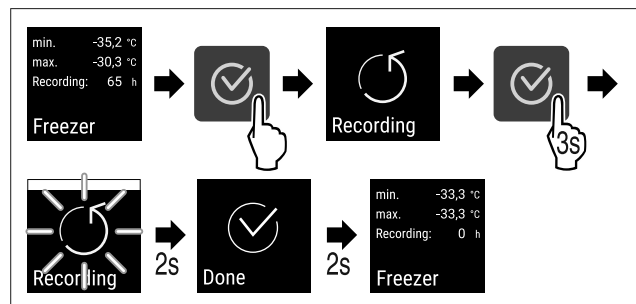 min. -35,2 °C
max. -30,3 °C
Recording: 65 h
Freezer
Recording
3s
Recording
2s
Done
2s
min. -33,3 °C
max. -33,3 °C
Recording: 0 h
Freezer